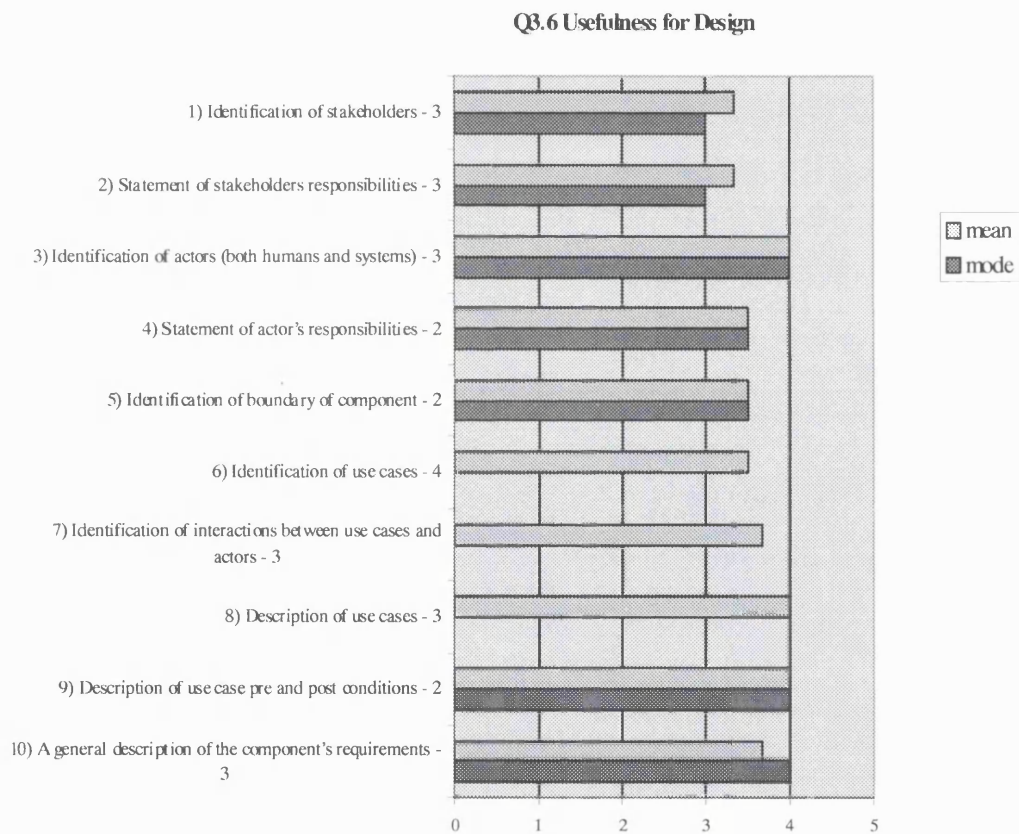 Q3.6 Usefulness for Design
1) Identification of stakeholders - 3
2) Statement of stakeholders responsibilities - 3
3) Identification of actors (both humans and systems) - 3
4) Statement of actor's responsibilities - 2
5) Identification of boundary of component - 2
6) Identification of use cases - 4
7) Identification of interactions between use cases and
actors - 3
8) Description of use cases - 3
9) Description of use case pre and post conditions - 2
10) A general description of the component's requirements -
3
mean
mode
0 1 2 3 4 5